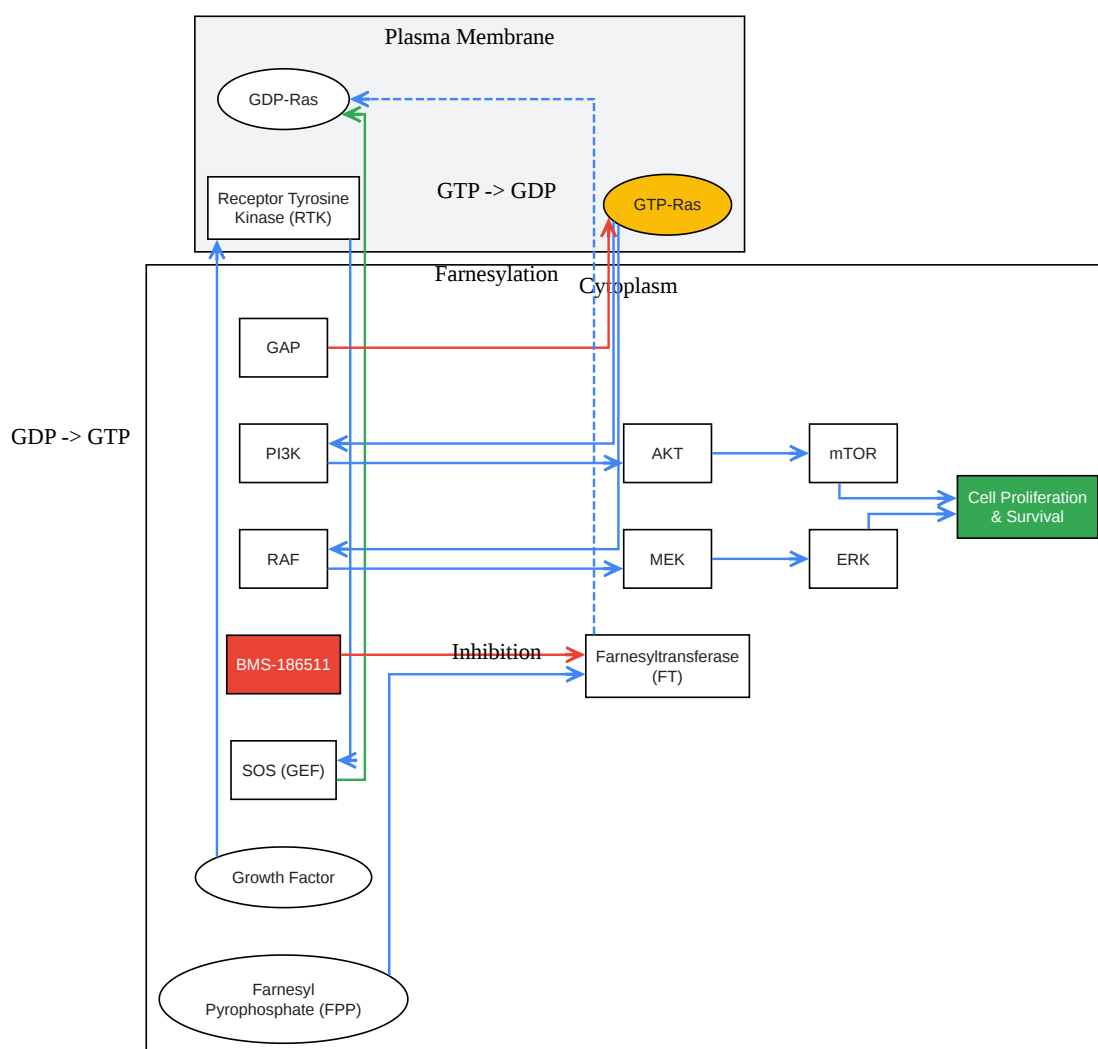 Plasma Membrane
GDP-Ras
Receptor Tyrosine
Kinase (RTK)
GTP -> GDP
GTP-Ras
Farnesylation
Cytoplasm
GAP
GDP -> GTP
PI3K
AKT
mTOR
Cell Proliferation
& Survival
RAF
MEK
ERK
BMS-186511
Inhibition
Farnesyltransferase
(FT)
SOS (GEF)
Growth Factor
Farnesyl
Pyrophosphate (FPP)